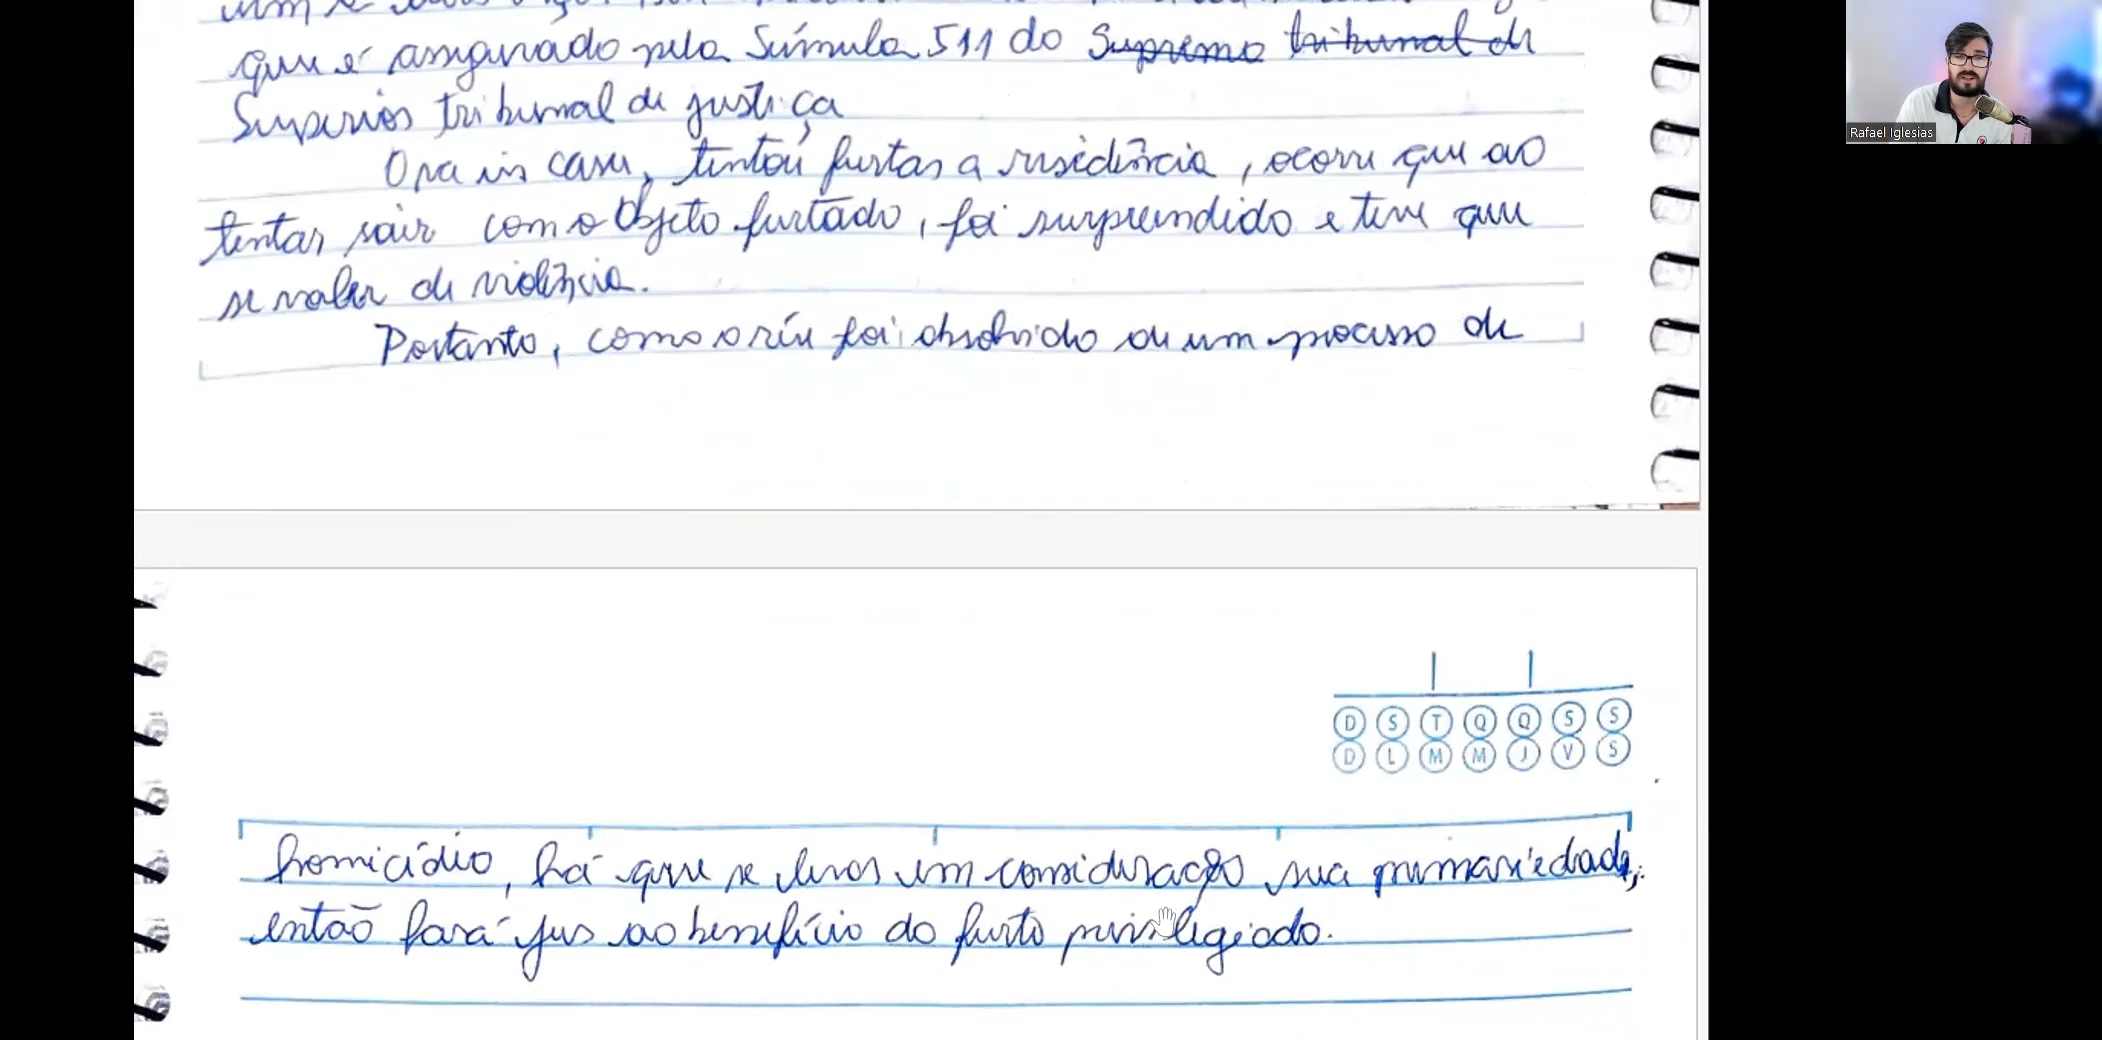 que é assegurado pela Súmula 511 do Supremo tribunal de
Superior tribunal de justiça
Ora in casu, tentou furtar a residência, ocorre que ao
tentar sair com o objeto furtado, foi surpreendido e teve que
se valer de violência.
Portanto, como o réu foi absolvido de um processo de
D S T Q Q S S
D L M M J V S
homicídio, há que se levar em consideração sua primariedade,
então fará jus ao benefício do furto privilegiado.
Rafael Iglesias